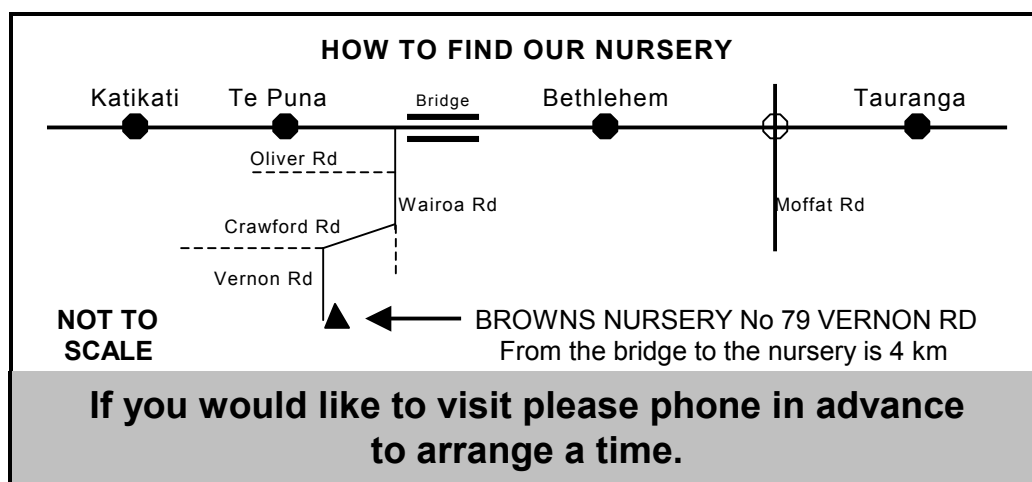 HOW TO FIND OUR NURSERY
Katikati
Te Puna
Bridge
Bethlehem
Tauranga
Oliver Rd
Wairoa Rd
Moffat Rd
Crawford Rd
Vernon Rd
NOT TO
SCALE
BROWNS NURSERY No 79 VERNON RD
From the bridge to the nursery is 4 km
If you would like to visit please phone in advance
to arrange a time.